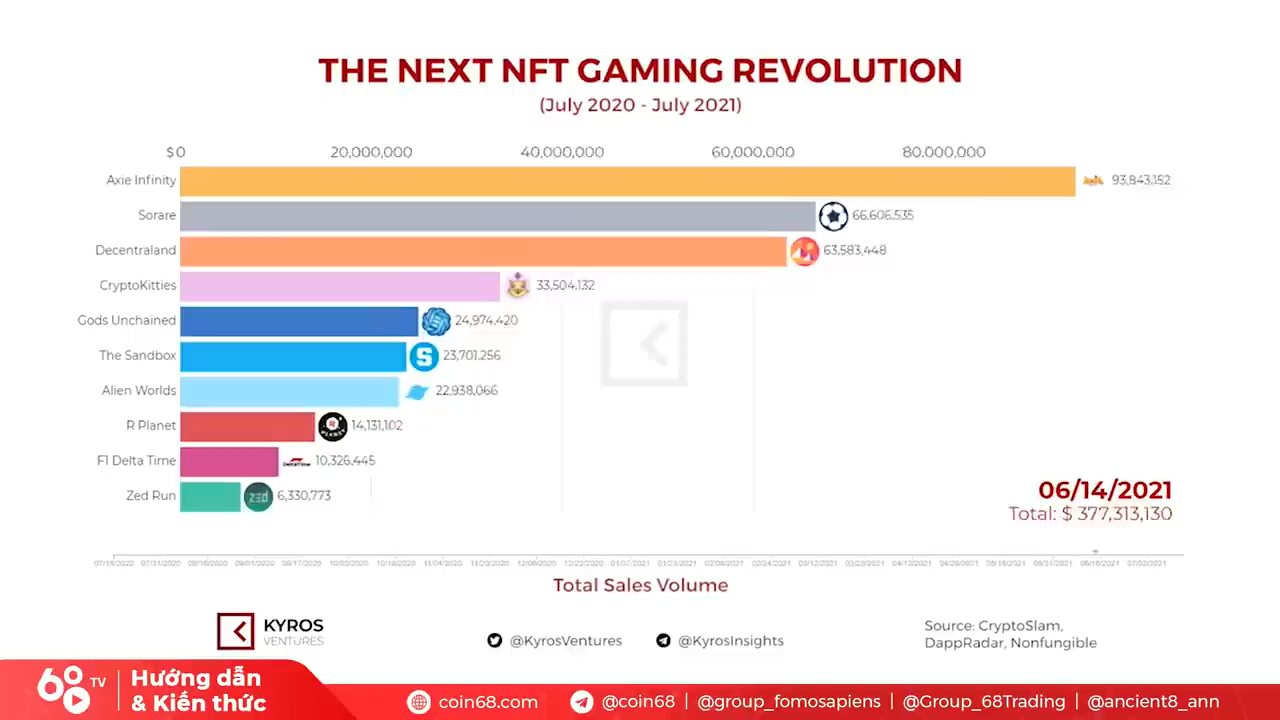 THE NEXT NFT GAMING REVOLUTION
(July 2020 - July 2021)
$0 20,000,000 40,000,000 60,000,000 80,000,000
Axie Infinity 93,843,152
Sorare 66,606,535
Decentraland 63,583,448
CryptoKitties 33,504,132
Gods Unchained 24,974,420
The Sandbox S 23,701,256
Alien Worlds 22,938,066
R Planet 14,131,102
F1 Delta Time 10,326,445
Zed Run ZED 6,330,773
06/14/2021
Total: $ 377,313,130
Total Sales Volume
KYROS
VENTURES
@KyrosVentures @KyrosInsights
Source: CryptoSlam,
DappRadar, Nonfungible
68 TV
Hướng dẫn
& Kiến thức
coin68.com @coin68 | @group_fomosapiens | @Group_68Trading | @ancient8_ann